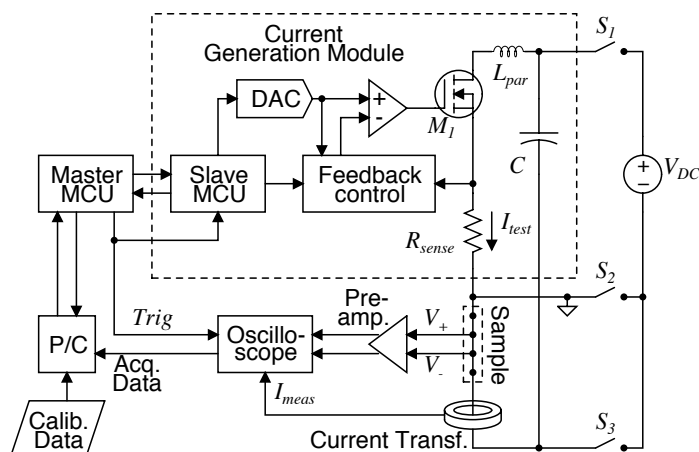 Current
Generation Module
S1
Lpar
DAC
+
-
M1
Master
MCU
Slave
MCU
Feedback
control
C
+
−
VDC
Rsense
Itest
S2
Trig
Pre-
amp.
V+
V-
Sample
P/C
Oscillo-
scope
Acq.
Data
Imeas
Calib.
Data
Current Transf.
S3